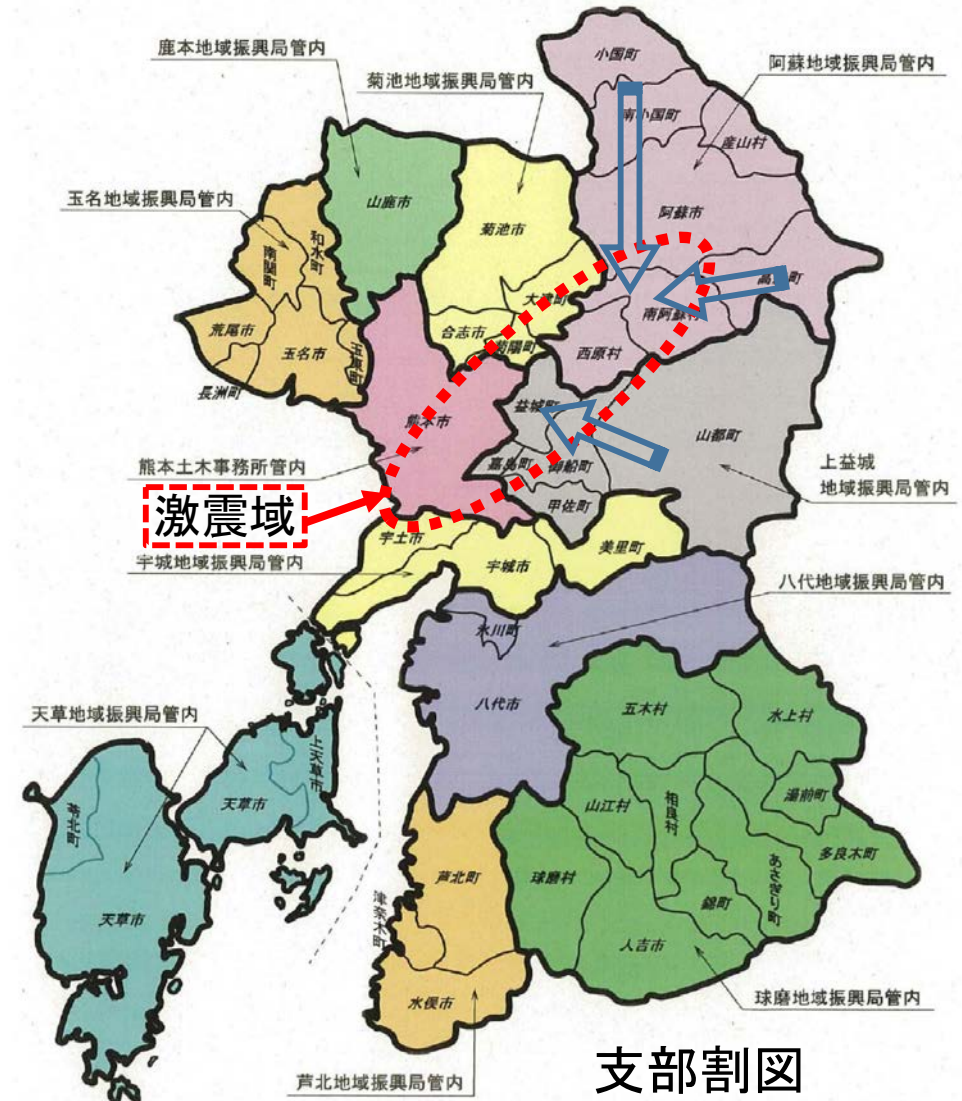 鹿本地域振興局管内
小国町
阿蘇地域振興局管内
菊池地域振興局管内
南小国町
産山村
玉名地域振興局管内
山鹿市
菊池市
阿蘇市
和水町
南関町
大津町
高森町
荒尾市
玉名市
玉東町
合志市
菊陽町
南阿蘇村
西原村
長洲町
益城町
熊本市
山都町
熊本土木事務所管内
嘉島町
御船町
上益城
地域振興局管内
甲佐町
激震域
宇土市
美里町
宇城地域振興局管内
宇城市
八代地域振興局管内
氷川町
八代市
五木村
水上村
天草地域振興局管内
上天草市
天草市
苓北町
山江村
相良村
湯前町
多良木町
あさぎり町
芦北町
球磨村
錦町
津奈木町
天草市
人吉市
水俣市
球磨地域振興局管内
芦北地域振興局管内
支部割図